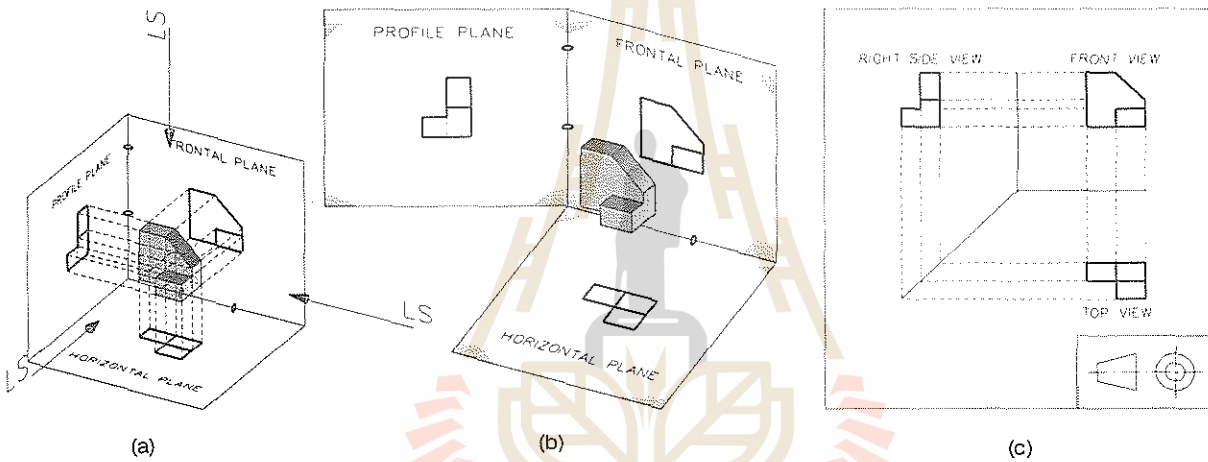 LS
FRONTAL PLANE
PROFILE PLANE
LS
LS
HORIZONTAL PLANE
(a)
PROFILE PLANE
FRONTAL PLANE
HORIZONTAL PLANE
(b)
RIGHT SIDE VIEW
FRONT VIEW
TOP VIEW
(c)